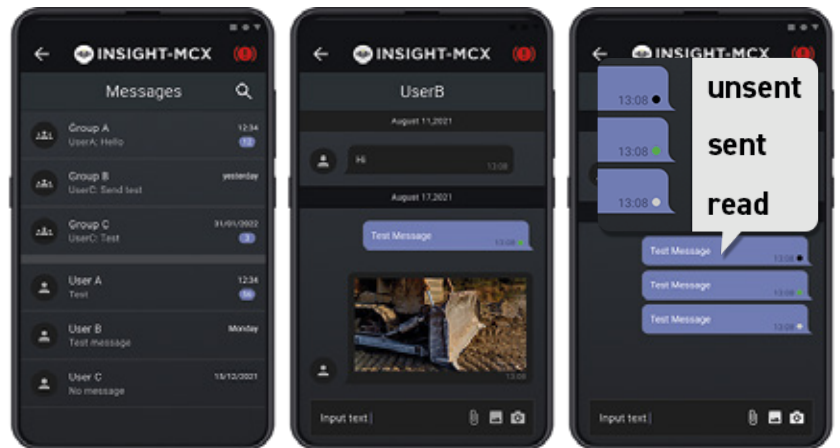 INSIGHT-MCX
Messages
Group A
12:34
UserA: Hello
12
Group B
yesterday
UserC: Send test
Group C
31/01/2022
UserC: Test
3
User A
12:34
Test
User B
Monday
Test message
User C
15/12/2021
No message
INSIGHT-MCX
UserB
August 11,2021
Hi
13:08
August 17,2021
Test Message
13:08
13:08
Input text
INSIGHT-MCX
13:08
unsent
13:08
sent
13:08
read
Test Message
13:08
Test Message
13:08
Test Message
13:08
Input text